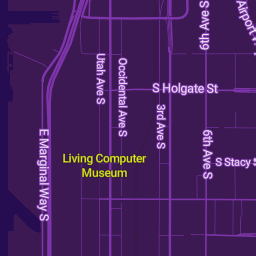 6th Ave S
Airport W
Utah Ave S
Occidental Ave S
S Holgate St
3rd Ave S
E Marginal Way S
6th Ave S
Living Computer
Museum
S Stacy S